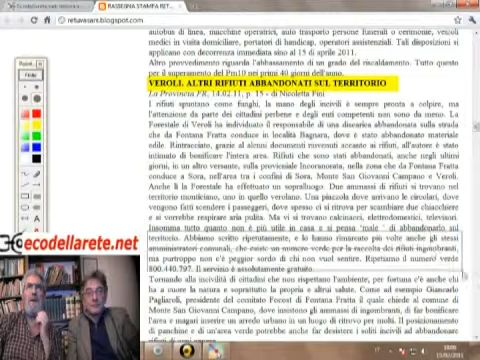 RASSEGNA STAMPA RET...
retuvasani.blogspot.com
autobus di linea, macchine operatrici, auto trasporto persone funerali o cerimonie, veicoli
medici in visita domiciliare, portatori di handicap, operatori assistenziali. Tali disposizioni si
applicano con decorrenza immediata sino al 15 di aprile 2011.
Altro provvedimento riguarda l'abbassamento di un grado del riscaldamento. Tutto questo
per il superamento del Pm10 nei primi 40 giorni dell'anno.
VEROLI. ALTRI RIFIUTI ABBANDONATI SUL TERRITORIO
La Provincia FR, 14.02.11, p. 15 - di Nicoletta Fini
I rifiuti spuntano come funghi, la mano degli incivili è sempre pronta a colpire, ma
l'attenzione da parte dei cittadini perbene e degli enti competenti non sono da meno. La
Forestale di Veroli ha individuato il responsabile di una discarica abbandonata sulla strada
che da Fontana Fratta conduce in località Bagnara, dove è stato abbandonato materiale
edile. Rintracciate, grazie ad alcuni documenti rinvenuti accanto ai rifiuti, all'autore è stato
intimato di bonificare l'intera area. Rifiuti che sono stati abbandonati, anche negli ultimi
giorni, in un altro versante, sulla provinciale Incoronata, nella zona che da Fontana Fratta
conduce a Sora, nell'area tra i confini di Sora, Monte San Giovanni Campano e Veroli.
Anche lì la Forestale ha effettuato un sopralluogo. Due ammassi di rifiuti si trovano nel
territorio monticiano, uno in quello verolano. Una piazzola dove arrivano le circolari, dove
vengono fatti scendere i passeggeri, dove spesso ci si ritrova per scambiare due chiacchiere
e si vorrebbe respirare aria pulita. Ma vi si trovano calcinacci, elettrodomestici, televisori.
Insomma tutto quanto non è più utile in casa e si pensa 'male' di abbandonarlo sul
territorio. Abbiamo scritto ripetutamente, e lo hanno rimarcato più volte anche gli stessi
amministratori comunali, che esiste un numero verde per la raccolta dei rifiuti ingombranti,
ma purtroppo non c'è peggior sordo di chi non vuol sentire. Ripetiamo il numero verde
800.440.797. Il servizio è assolutamente gratuito.
Tornando alla inciviltà di cittadini che non rispettano l'ambiente, per fortuna c'è anche chi
ha a cuore la natura e soprattutto la propria e altrui salute. Come ad esempio Giancarlo
Pagliaroli, presidente del comitato Forest di Fontana Fratta il quale chiede al comune di
Monte San Giovanni Campano, dove insistono gli ammassi di ingombranti, di far bonificare
l'area e magari inserire un arredo urbano in un luogo di ritrovo per molti. Il posizionamento
di panchine e di un'area verde potrebbe anche far desistere i soliti incivili ad abbandonare
ecodellarete.net
15/02/2011